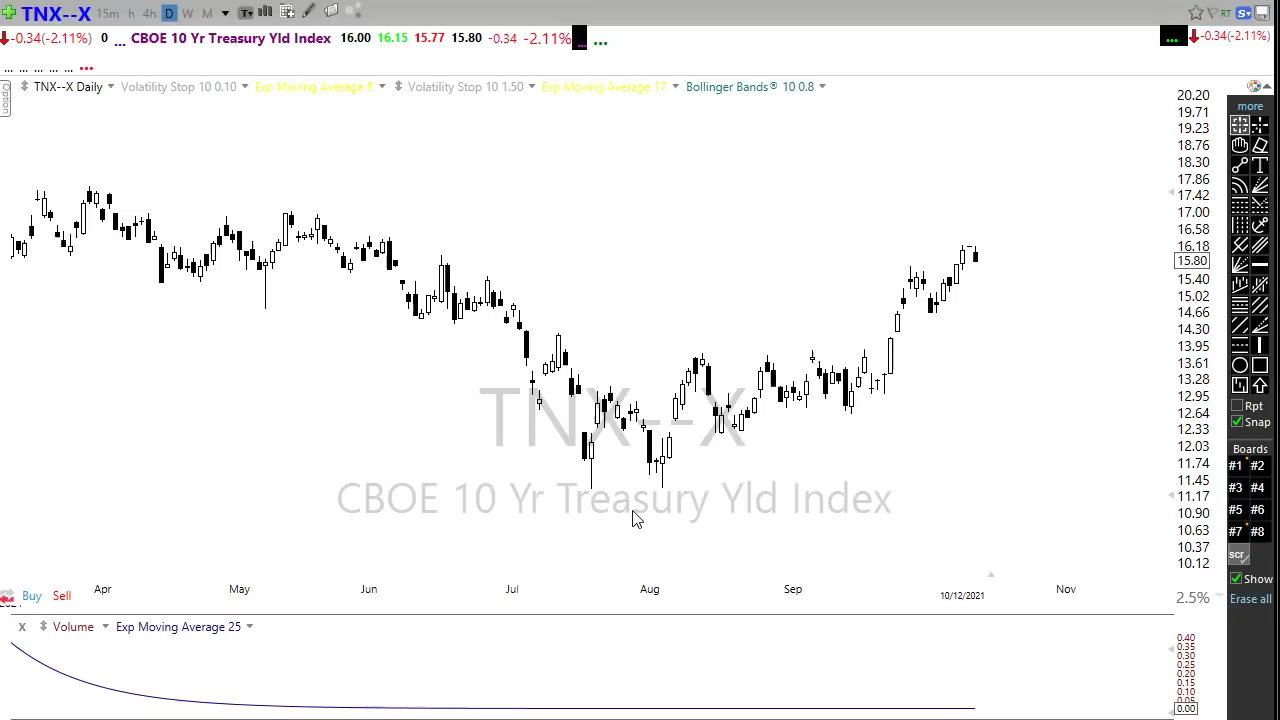 TNX--X 15m h 4h D W M T RT S
-0.34(-2.11%) 0 ... CBOE 10 Yr Treasury Yld Index 16.00 16.15 15.77 15.80 -0.34 -2.11% ... ... ... -0.34(-2.11%)
... ... ... ... ... ...
Option
TNX--X Daily Volatility Stop 10 0.10 Exp Moving Average 8 Volatility Stop 10 1.50 Exp Moving Average 17 Bollinger Bands® 10 0.8
20.20
19.71
19.23
18.76
18.30
17.86
17.42
17.00
16.58
16.18
15.80
15.40
15.02
14.66
14.30
13.95
13.61
13.28
12.95
12.64
12.33
12.03
11.74
11.45
11.17
10.90
10.63
10.37
10.12
TNX--X
CBOE 10 Yr Treasury Yld Index
more
T
Rpt
Snap
Boards
#1 #2
#3 #4
#5 #6
#7 #8
scr
Show
Erase all
Apr May Jun Jul Aug Sep 10/12/2021 Nov
Buy Sell
2.5%
X Volume Exp Moving Average 25
0.40
0.35
0.30
0.25
0.20
0.15
0.10
0.05
0.00